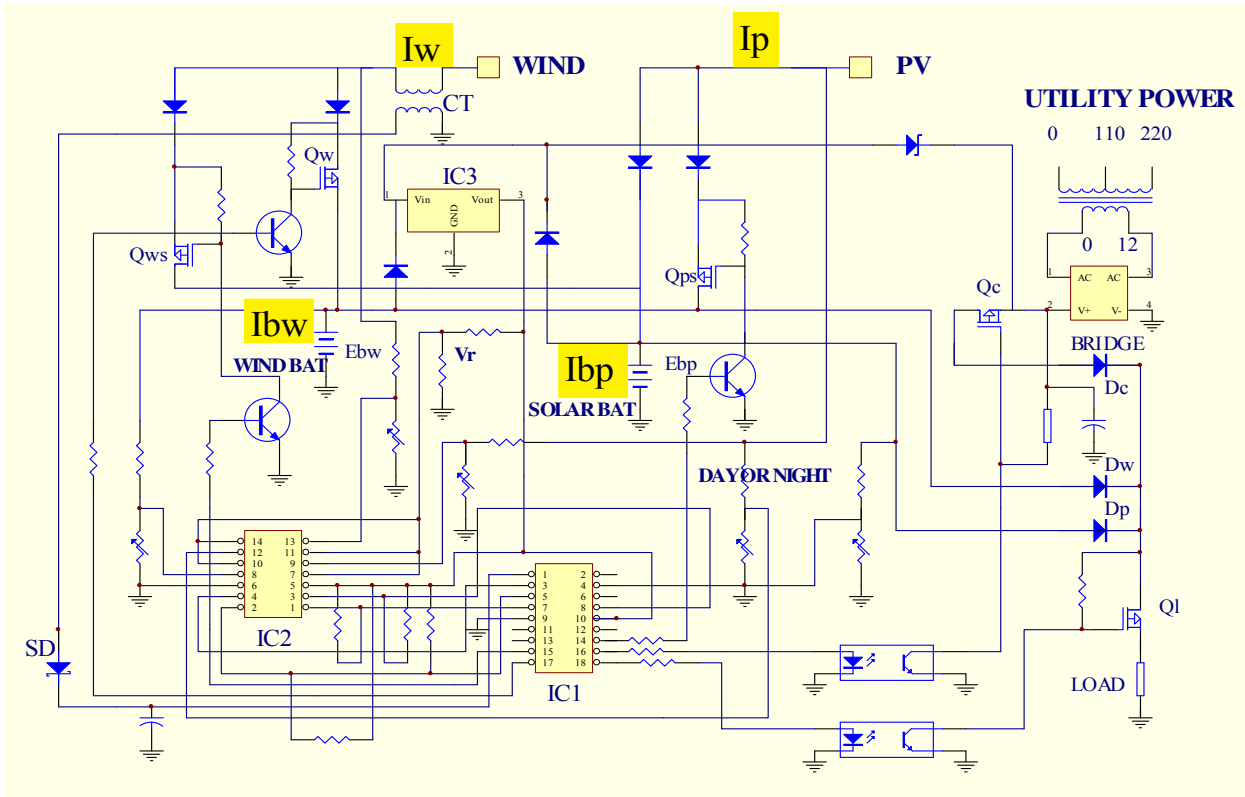 Iw
Ip
WIND
PV
CT
UTILITY POWER
0 110 220
Qw
IC3
1 Vin Vout 3
GND
2
Qws
Qps
0 12
Qc
1 AC AC 3
2 V+ V- 4
BRIDGE
Ibw
Ebw
WIND BAT
Vr
Ibp
Ebp
SOLAR BAT
Dc
DAY OR NIGHT
Dw
Dp
14 13
12 11
10 9
8 7
6 5
4 3
2 1
IC2
1 2
3 4
5 6
7 8
9 10
11 12
13 14
15 16
17 18
IC1
SD
Ql
LOAD